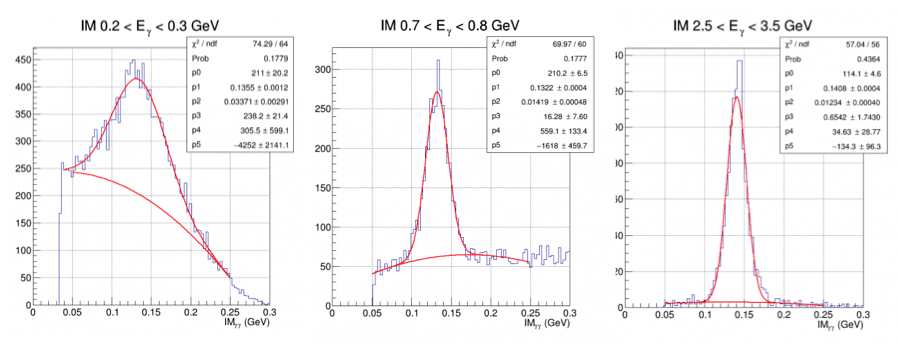 IM 0.2 < Eγ < 0.3 GeV
χ² / ndf 74.29 / 64
Prob 0.1779
p0 211 ± 20.2
p1 0.1355 ± 0.0012
p2 0.03371 ± 0.00291
p3 238.2 ± 21.4
p4 305.5 ± 599.1
p5 −4252 ± 2141.1
450
400
350
300
250
200
150
100
50
0
0 0.05 0.1 0.15 0.2 0.25 0.3
IMγγ (GeV)
IM 0.7 < Eγ < 0.8 GeV
χ² / ndf 69.97 / 60
Prob 0.1777
p0 210.2 ± 6.5
p1 0.1322 ± 0.0004
p2 0.01419 ± 0.00048
p3 16.28 ± 7.60
p4 559.1 ± 133.4
p5 −1618 ± 459.7
300
250
200
150
100
50
0
0 0.05 0.1 0.15 0.2 0.25 0.3
IMγγ (GeV)
IM 2.5 < Eγ < 3.5 GeV
χ² / ndf 57.04 / 56
Prob 0.4364
p0 114.1 ± 4.6
p1 0.1408 ± 0.0004
p2 0.01234 ± 0.00040
p3 0.6542 ± 1.7430
p4 34.63 ± 28.77
p5 −134.3 ± 96.3
40
20
00
80
60
40
20
0
0 0.05 0.1 0.15 0.2 0.25 0.3
IMγγ (GeV)